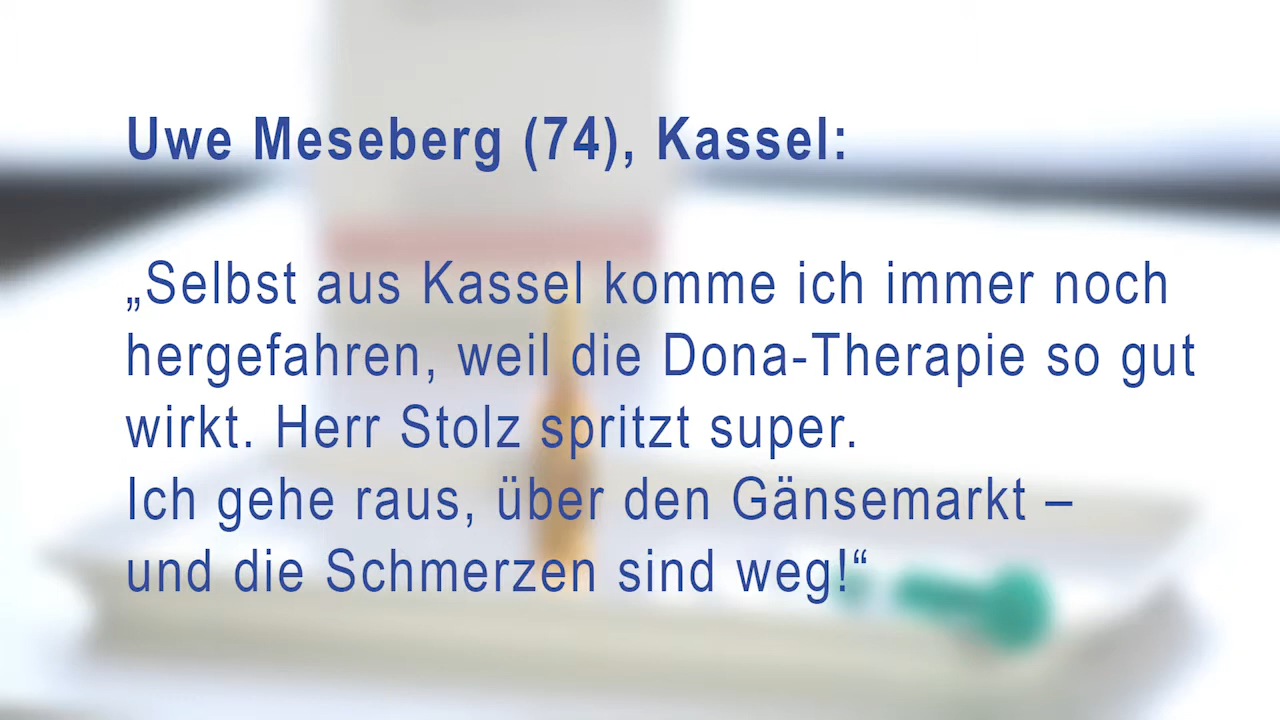 Uwe Meseberg (74), Kassel:
„Selbst aus Kassel komme ich immer noch
hergefahren, weil die Dona-Therapie so gut
wirkt. Herr Stolz spritzt super.
Ich gehe raus, über den Gänsemarkt –
und die Schmerzen sind weg!“